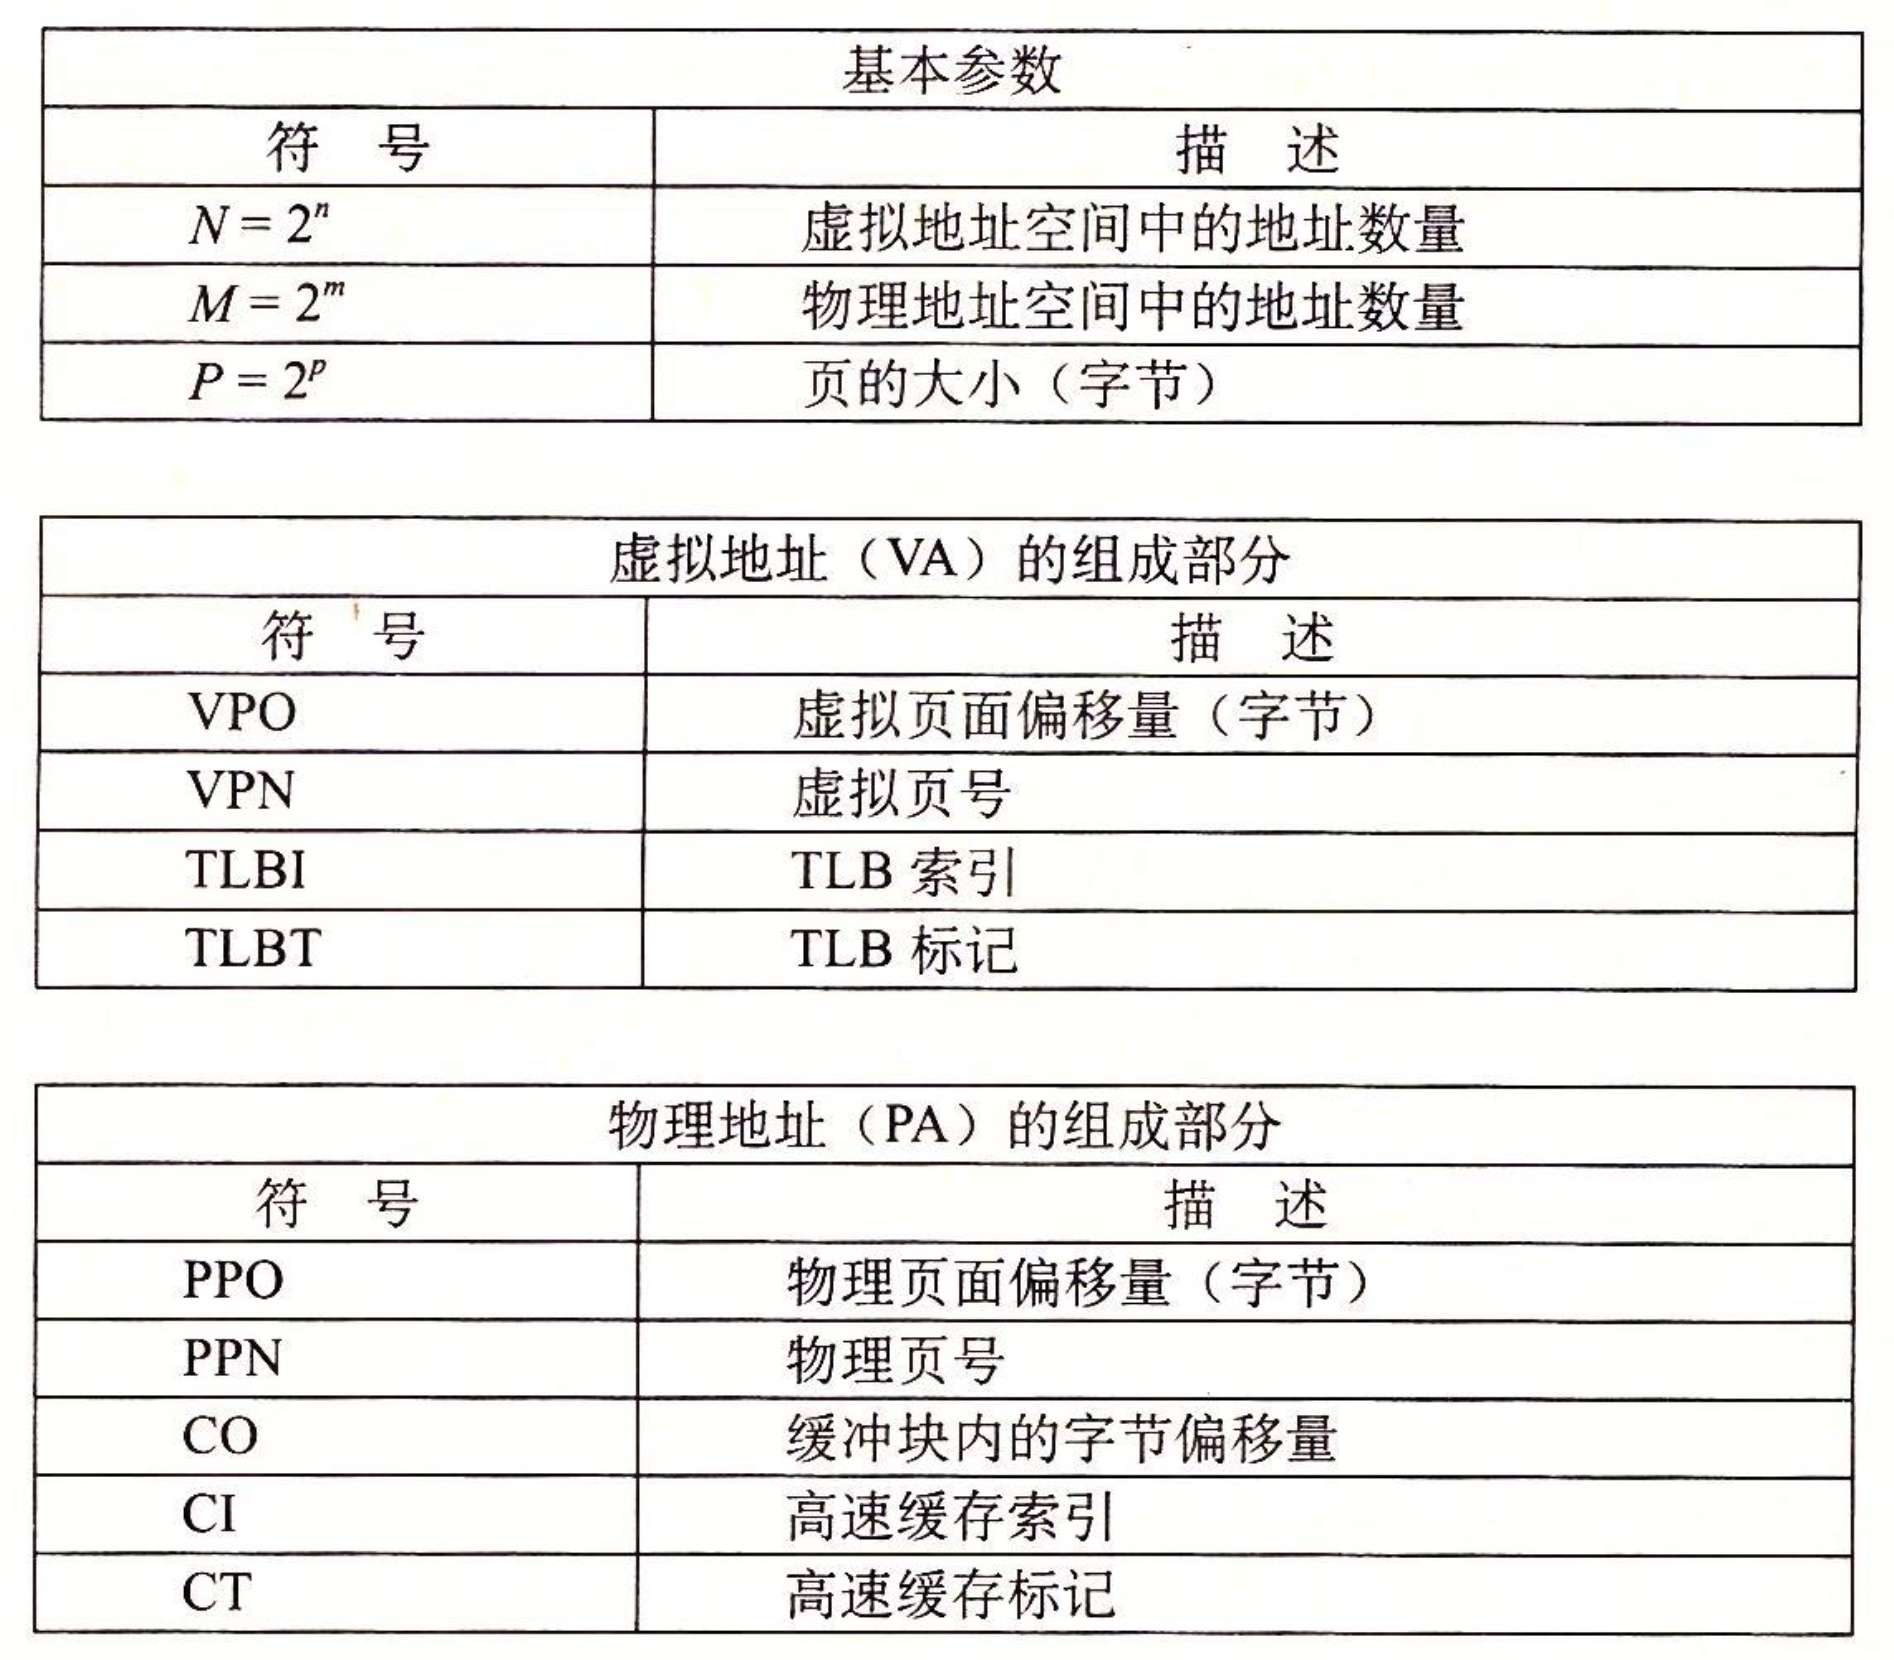 基本参数
符 号 描 述
N = 2ⁿ 虚拟地址空间中的地址数量
M = 2ᵐ 物理地址空间中的地址数量
P = 2ᵖ 页的大小（字节）
虚拟地址（VA）的组成部分
符 号 描 述
VPO 虚拟页面偏移量（字节）
VPN 虚拟页号
TLBI TLB 索引
TLBT TLB 标记
物理地址（PA）的组成部分
符 号 描 述
PPO 物理页面偏移量（字节）
PPN 物理页号
CO 缓冲块内的字节偏移量
CI 高速缓存索引
CT 高速缓存标记